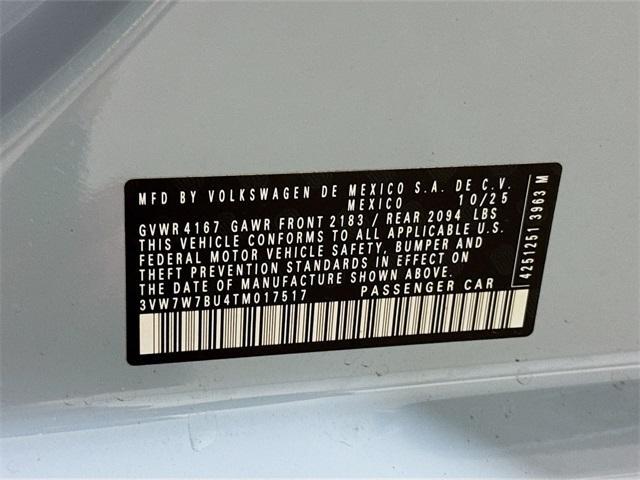 MFD BY VOLKSWAGEN DE MEXICO S.A. DE C.V.
MEXICO 10/25
GVWR 4167 GAWR FRONT 2183 / REAR 2094 LBS
THIS VEHICLE CONFORMS TO ALL APPLICABLE U.S.
FEDERAL MOTOR VEHICLE SAFETY, BUMPER AND
THEFT PREVENTION STANDARDS IN EFFECT ON
THE DATE OF MANUFACTURE SHOWN ABOVE.
3VW7W7BU4TM017517 PASSENGER CAR
4251251 3963 M